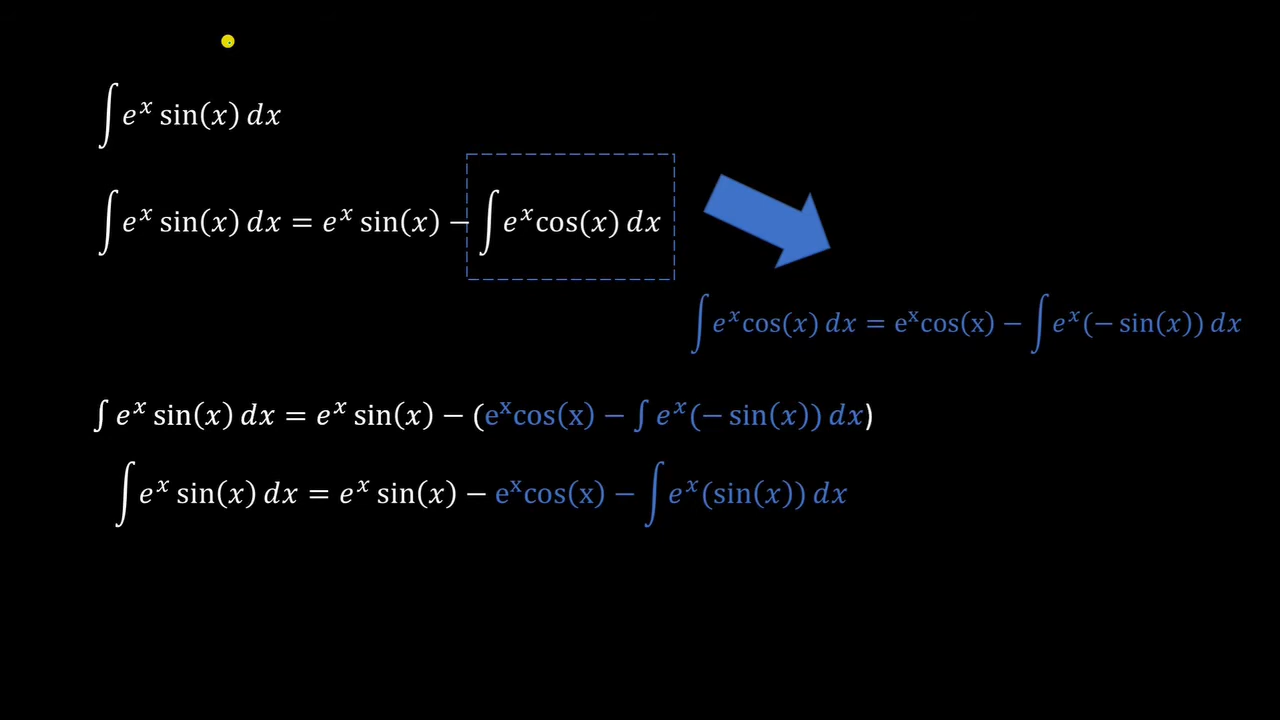 ∫ eˣ sin(x) dx
∫ eˣ sin(x) dx = eˣ sin(x) − ∫ eˣcos(x) dx
∫ eˣcos(x) dx = eˣcos(x) − ∫ eˣ(− sin(x)) dx
∫ eˣ sin(x) dx = eˣ sin(x) − (eˣcos(x) − ∫ eˣ(− sin(x)) dx)
∫ eˣ sin(x) dx = eˣ sin(x) − eˣcos(x) − ∫ eˣ(sin(x)) dx